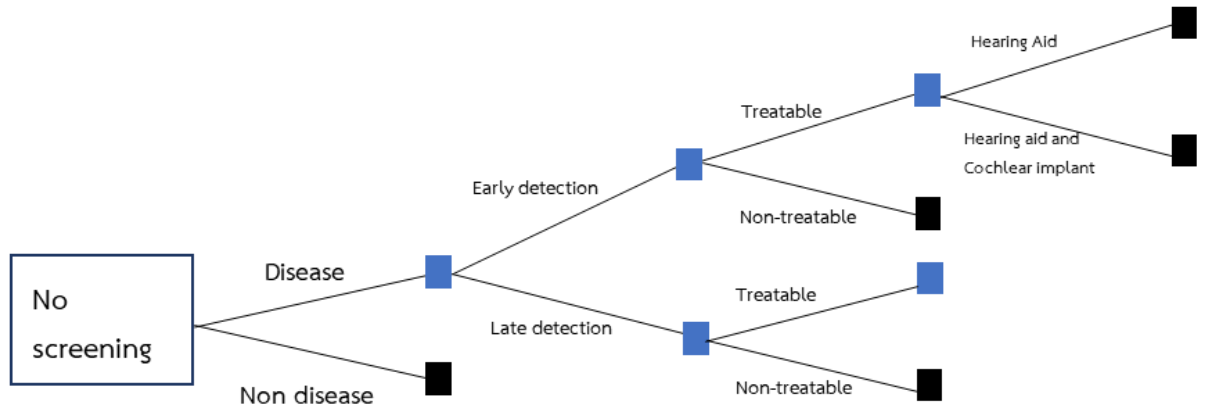 Hearing Aid
Treatable
Hearing aid and
Cochlear implant
Early detection
Non-treatable
Disease
No
screening
Treatable
Late detection
Non-treatable
Non disease